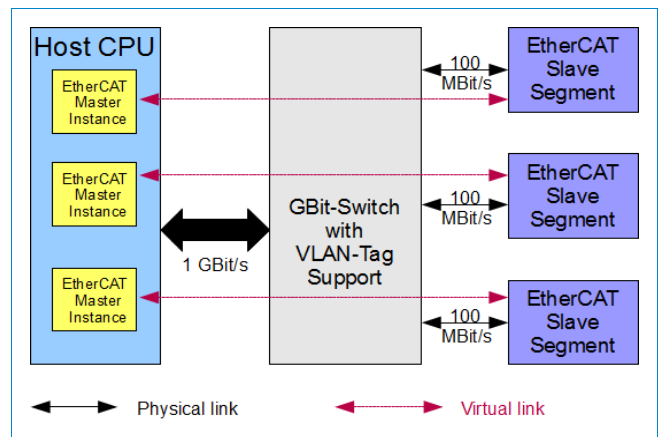 Host CPU
EtherCAT
Master
Instance
EtherCAT
Master
Instance
EtherCAT
Master
Instance
1 GBit/s
GBit-Switch
with
VLAN-Tag
Support
100
MBit/s
100
MBit/s
100
MBit/s
EtherCAT
Slave
Segment
EtherCAT
Slave
Segment
EtherCAT
Slave
Segment
Physical link
Virtual link